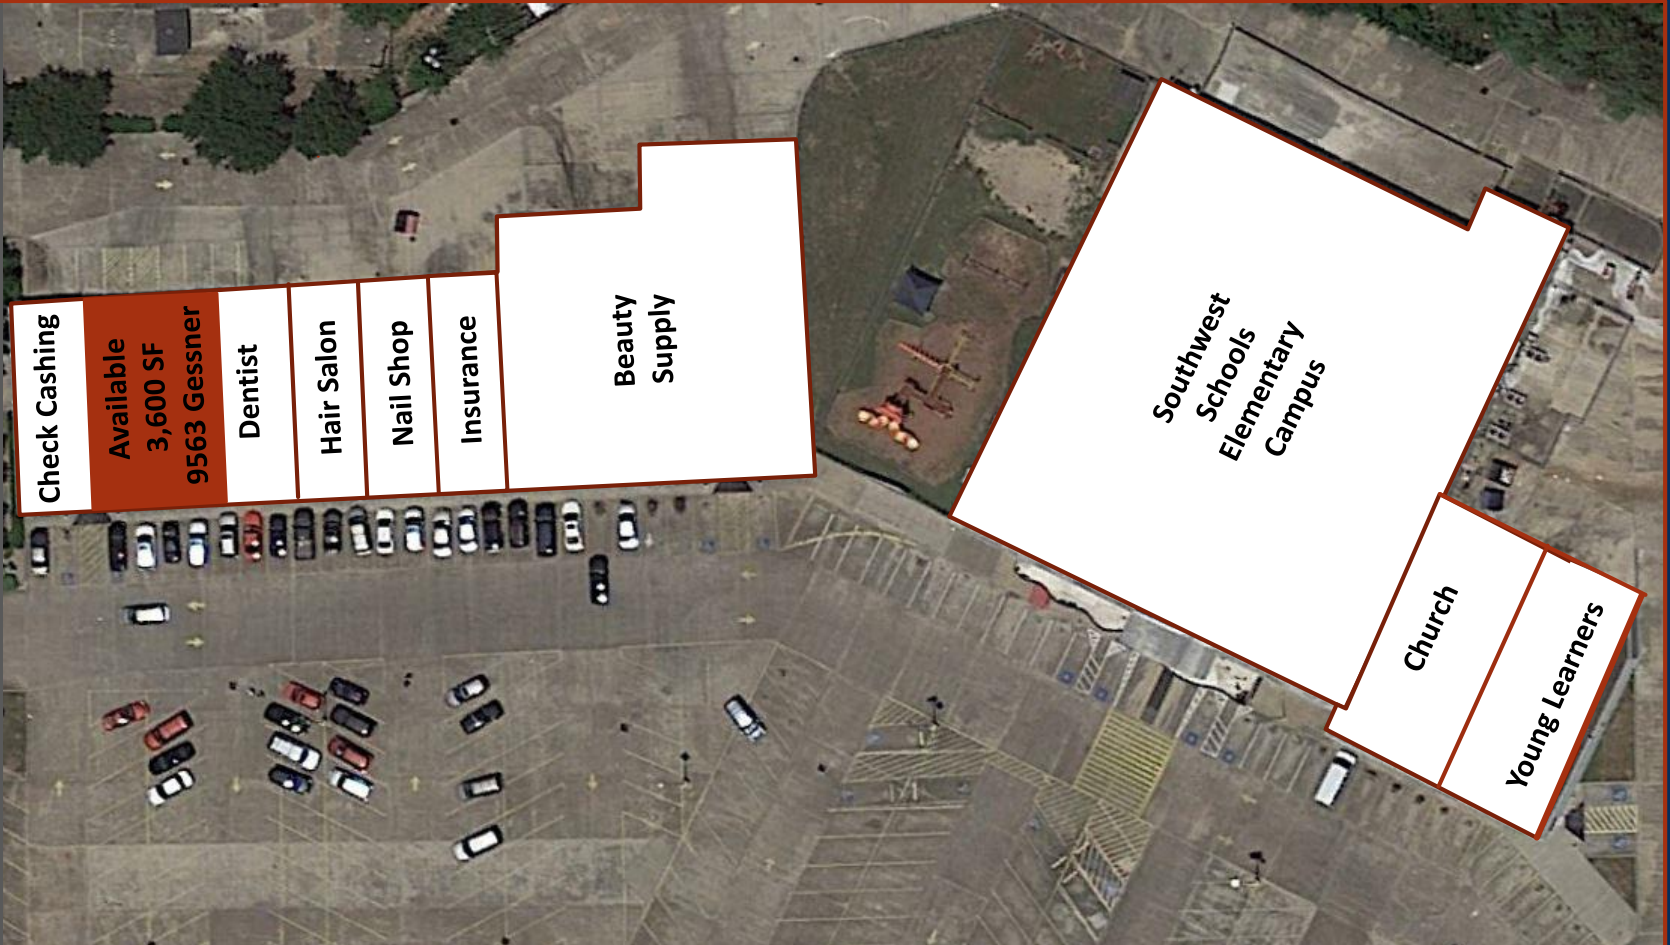 Check Cashing
Available
3,600 SF
9563 Gessner
Dentist
Hair Salon
Nail Shop
Insurance
Beauty
Supply
Southwest
Schools
Elementary
Campus
Church
Young Learners